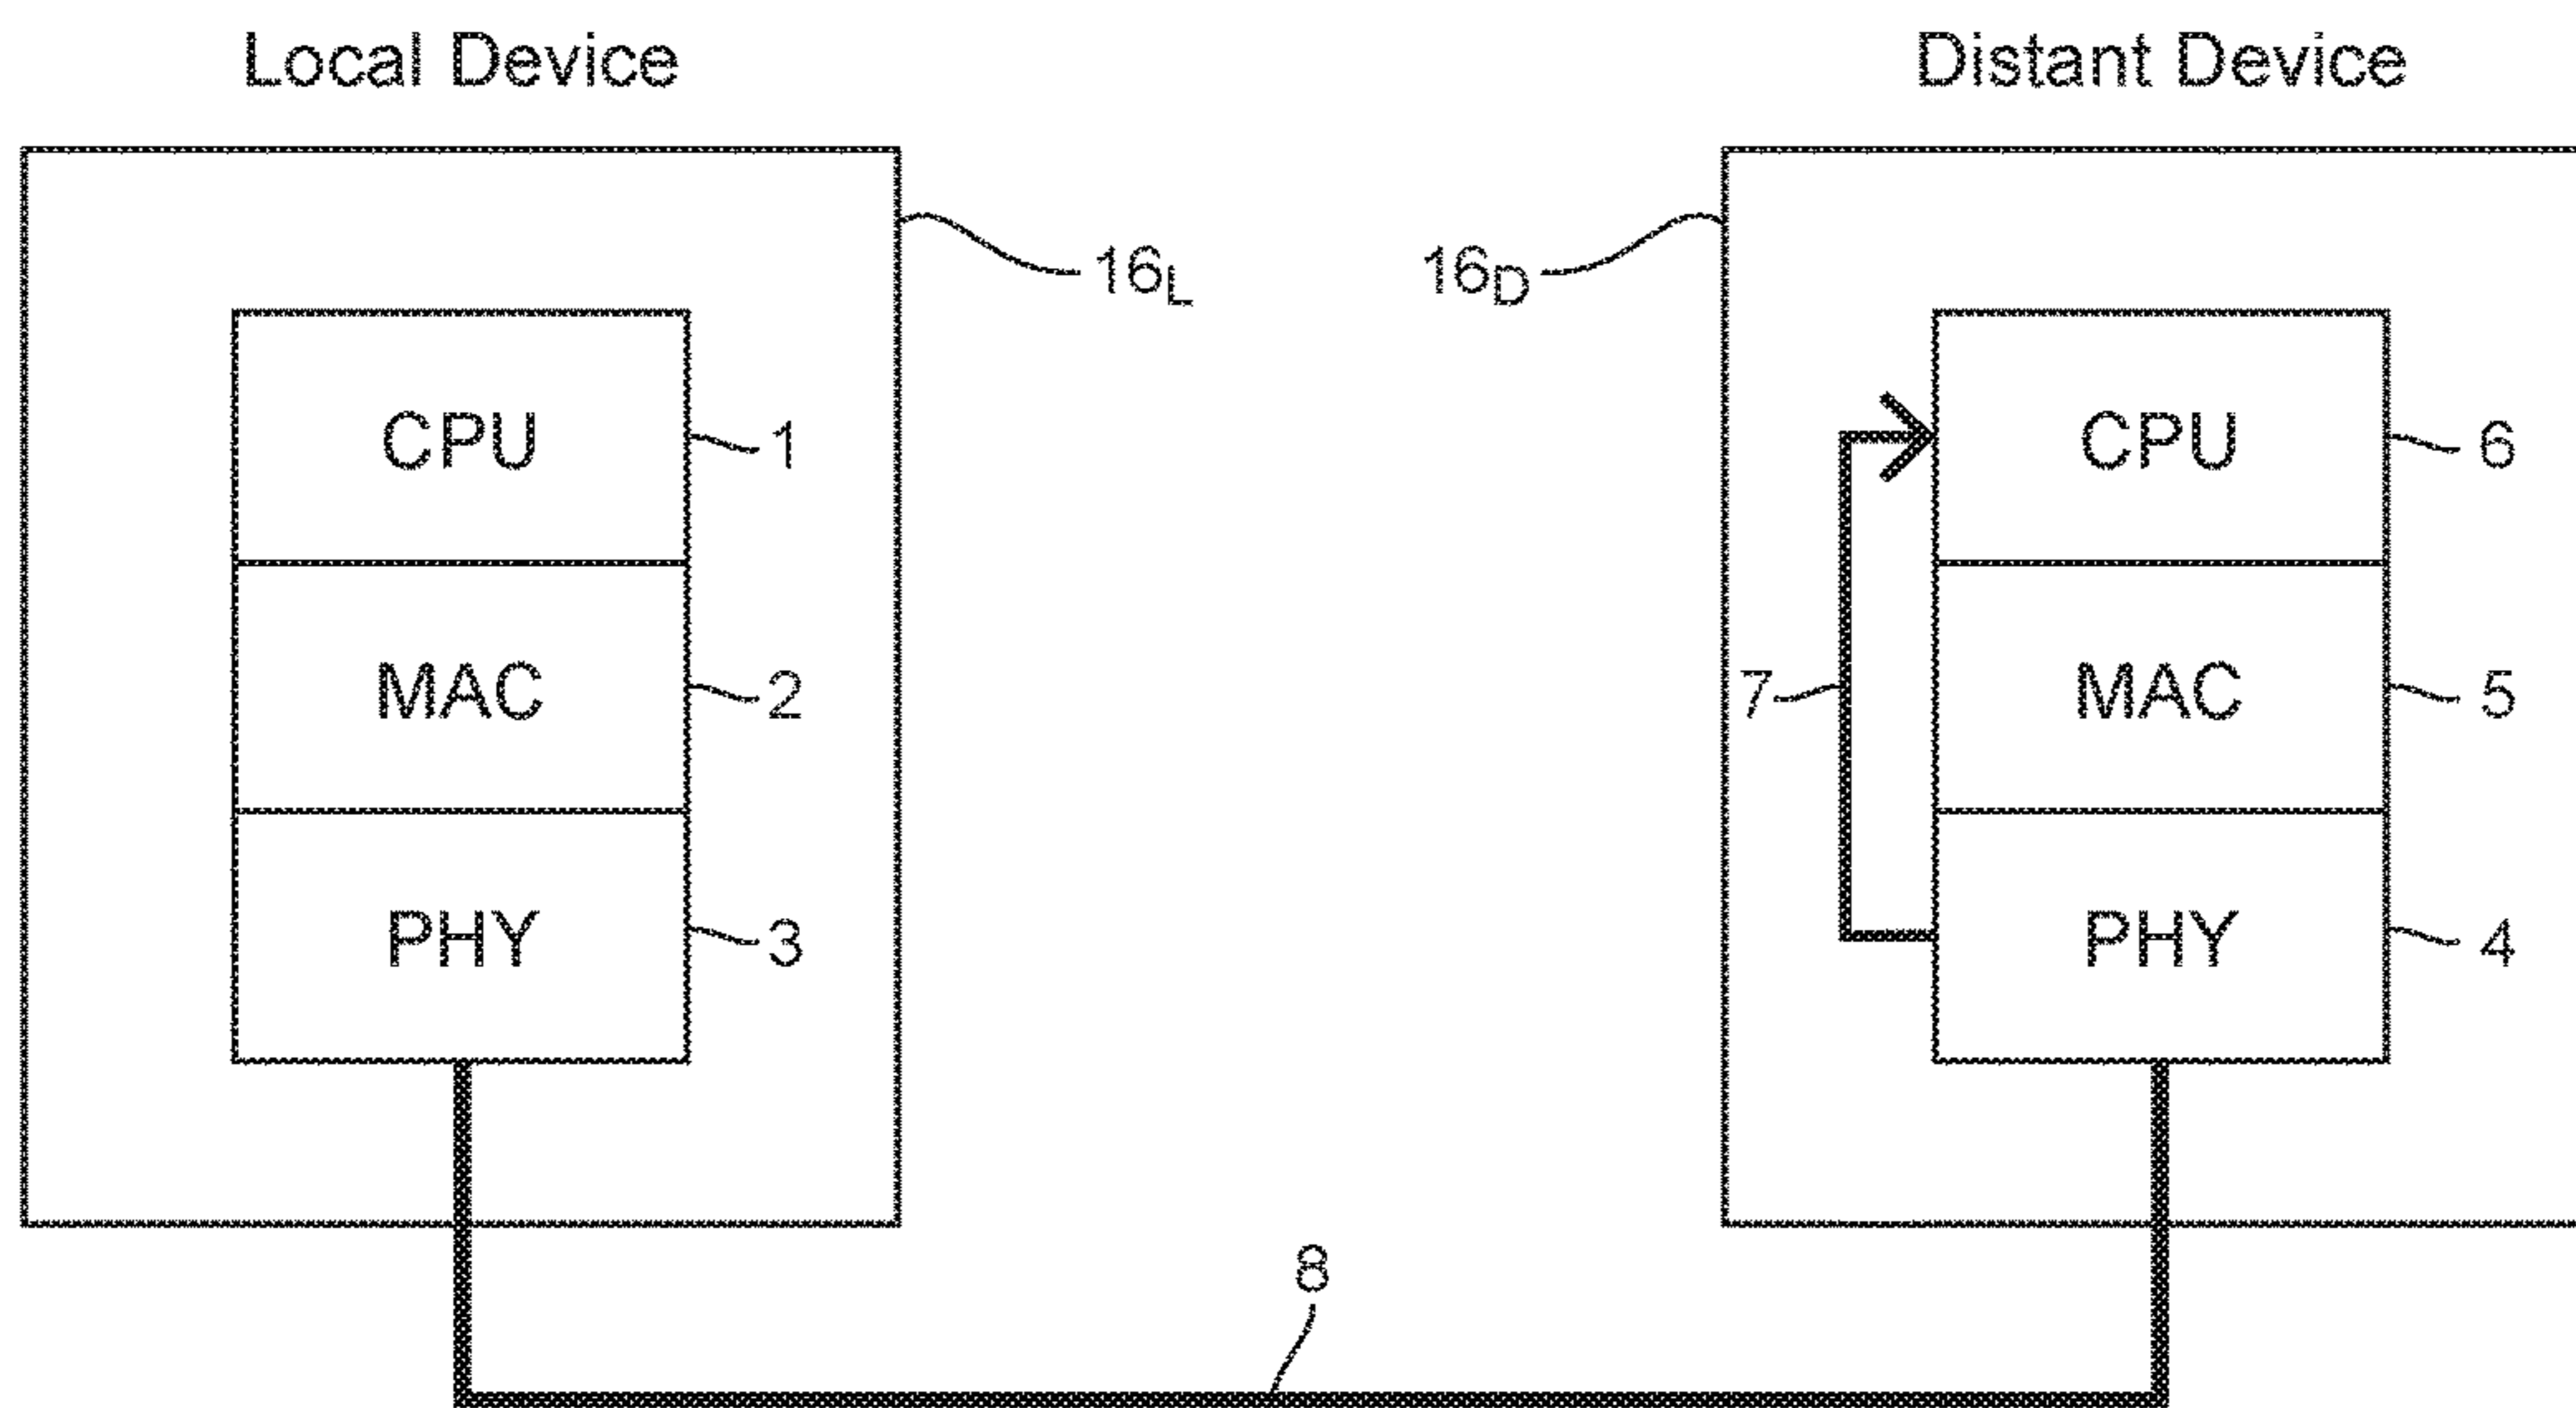 Local Device
Distant Device
16L
16D
CPU
1
CPU
6
MAC
2
7
MAC
5
PHY
3
PHY
4
8